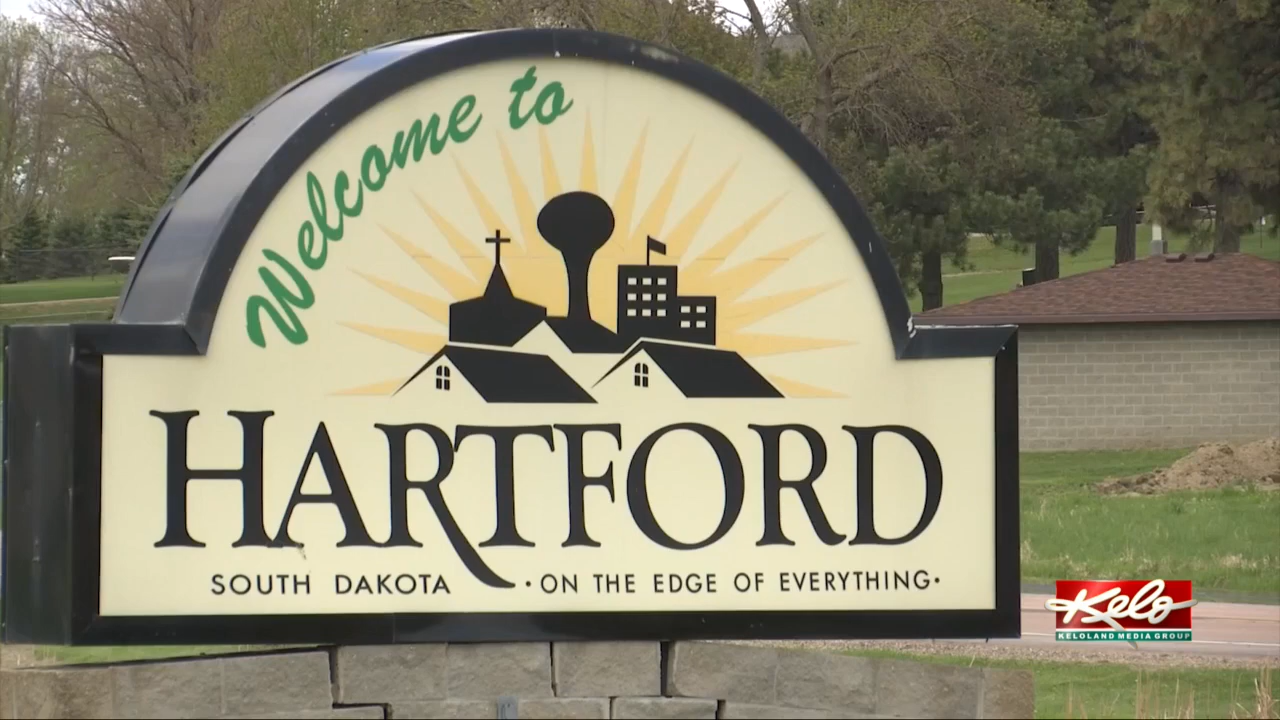 Welcome to
HARTFORD
SOUTH DAKOTA • ON THE EDGE OF EVERYTHING •
Kelo
KELOLAND MEDIA GROUP